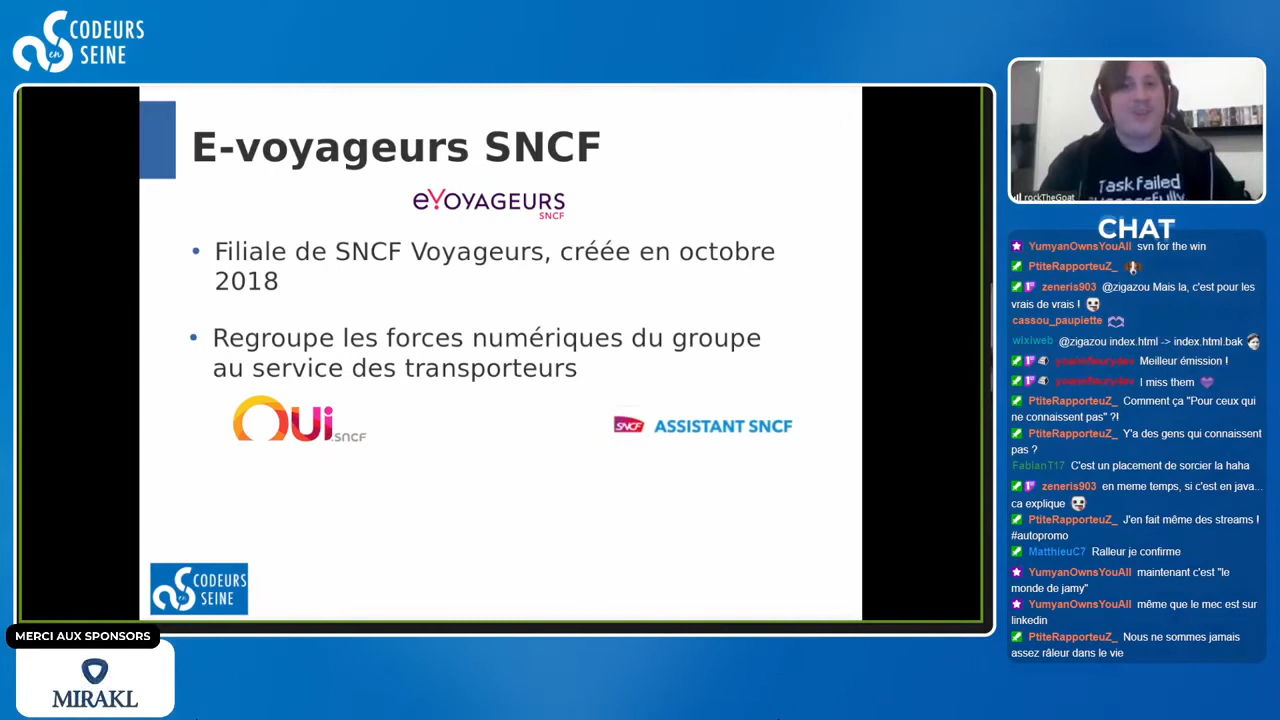 CODEURS
en
SEINE
E-voyageurs SNCF
eVOYAGEURS
SNCF
• Filiale de SNCF Voyageurs, créée en octobre
2018
• Regroupe les forces numériques du groupe
au service des transporteurs
OUi.sncf
SNCF ASSISTANT SNCF
CODEURS
en
SEINE
MERCI AUX SPONSORS
MIRAKL
Task failed
successfully.
rockTheGoat
CHAT
YumyanOwnsYouAll svn for the win
PtiteRapporteuZ_
zeneris903 @zigazou Mais la, c'est pour les
vrais de vrais !
cassou_paupiette
wixiweb @zigazou index.html -> index.html.bak
yoannfleurydev Meilleur émission !
yoannfleurydev I miss them
PtiteRapporteuZ_ Comment ça "Pour ceux qui
ne connaissent pas" ?!
PtiteRapporteuZ_ Y'a des gens qui connaissent
pas ?
FabianT17 C'est un placement de sorcier la haha
zeneris903 en meme temps, si c'est en java...
ca explique
PtiteRapporteuZ_ J'en fait même des streams !
#autopromo
MatthieuC7 Ralleur je confirme
YumyanOwnsYouAll maintenant c'est "le
monde de jamy"
YumyanOwnsYouAll même que le mec est sur
linkedin
PtiteRapporteuZ_ Nous ne sommes jamais
assez râleur dans le vie